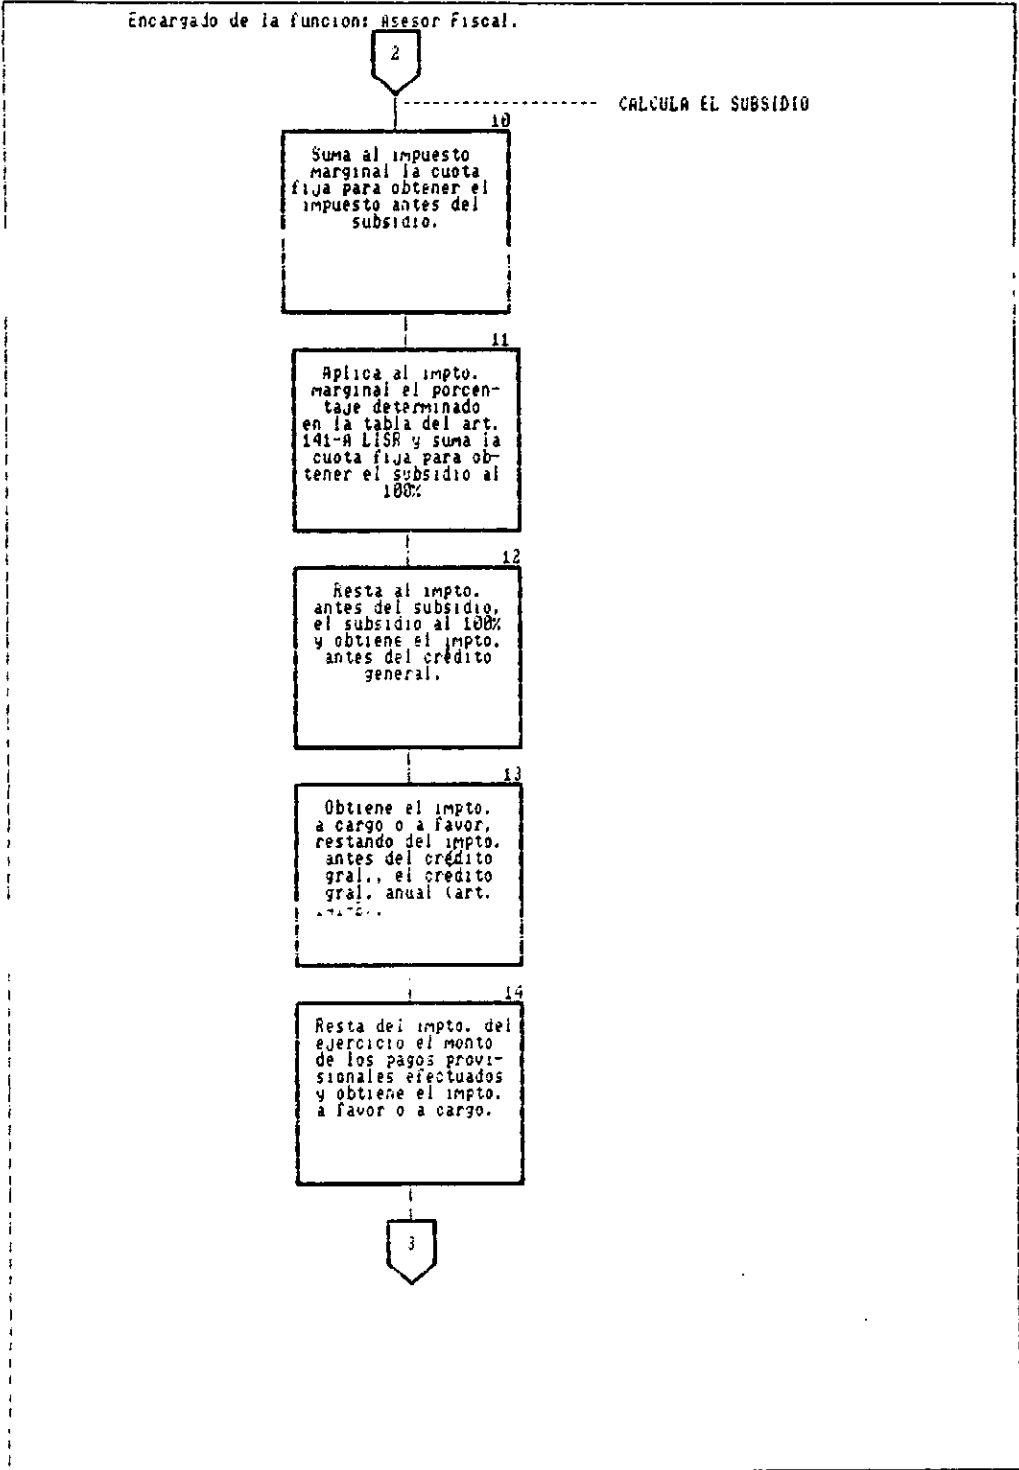 Encargado de la funcion: Asesor Fiscal.
2
CALCULA EL SUBSIDIO
10
Suma al impuesto
marginal la cuota
fija para obtener el
impuesto antes del
subsidio.
11
Aplica al impto.
marginal el porcen-
taje determinado
en la tabla del art.
141-A LISR y suma la
cuota fija para ob-
tener el subsidio al
100%
12
Resta al impto.
antes del subsidio,
el subsidio al 100%
y obtiene el impto.
antes del crédito
general.
13
Obtiene el impto.
a cargo o a favor,
restando del impto.
antes del crédito
gral., el credito
gral. anual (art.
14
Resta del impto. del
ejercicio el monto
de los pagos provi-
sionales efectuados
y obtiene el impto.
a favor o a cargo.
3